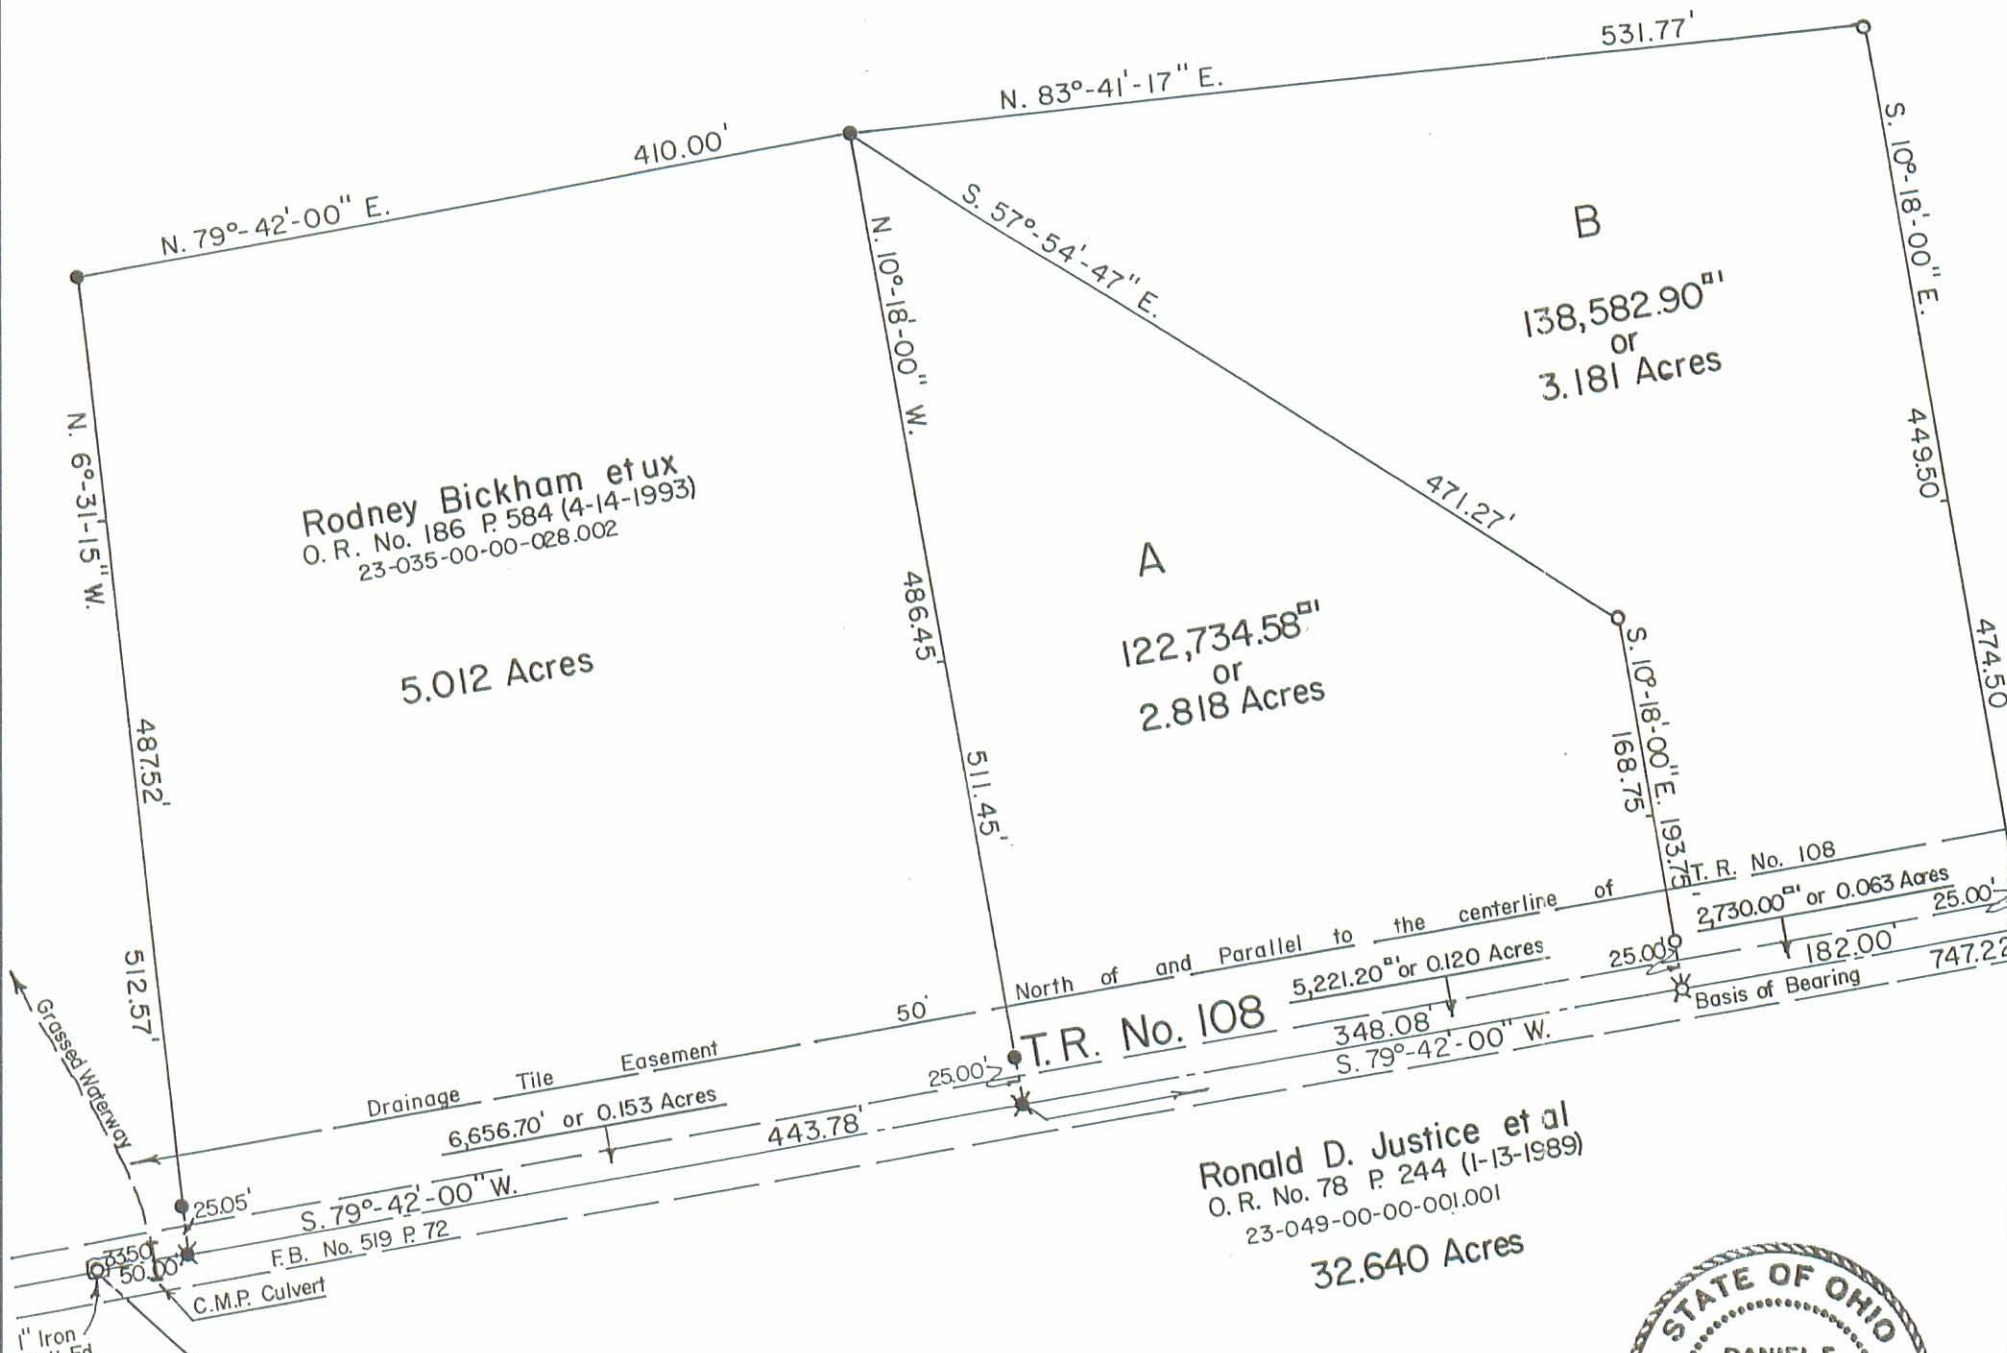 531.77'
N. 83°-41'-17" E.
410.00'
N. 79°-42'-00" E.
S. 10°-18'-00" E.
449.50'
474.50
S. 57°-54'-47" E.
471.27'
B
138,582.90□'
or
3.181 Acres
N. 10°-18'-00" W.
486.45'
511.45'
N. 6°-31'-15" W.
487.52'
512.57'
Rodney Bickham et ux
O. R. No. 186 P. 584 (4-14-1993)
23-035-00-00-028.002
5.012 Acres
A
122,734.58□'
or
2.818 Acres
S. 10°-18'-00" E. 193.75'
168.75'
Drainage Tile Easement 50' North of and Parallel to the centerline of T. R. No. 108
2,730.00□' or 0.063 Acres
25.00'
5,221.20□' or 0.120 Acres
25.00'
182.00'
747.22
Basis of Bearing
T. R. No. 108
348.08'
S. 79°-42'-00" W.
25.00'
6,656.70' or 0.153 Acres
443.78'
Grassed Waterway
25.05'
S. 79°-42'-00" W.
F.B. No. 519 P. 72
33.50
50.00'
C.M.P. Culvert
1" Iron
Ronald D. Justice et al
O. R. No. 78 P. 244 (1-13-1989)
23-049-00-00-001.001
32.640 Acres
STATE OF OHIO